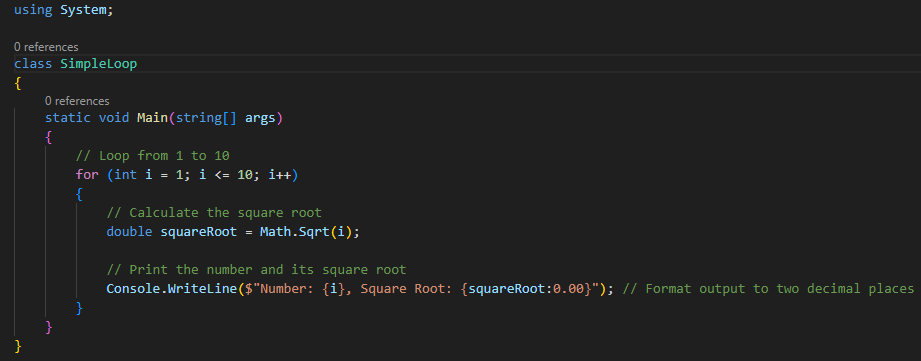 using System;
0 references
class SimpleLoop
{
0 references
static void Main(string[] args)
{
// Loop from 1 to 10
for (int i = 1; i <= 10; i++)
{
// Calculate the square root
double squareRoot = Math.Sqrt(i);
// Print the number and its square root
Console.WriteLine($"Number: {i}, Square Root: {squareRoot:0.00}"); // Format output to two decimal places
}
}
}